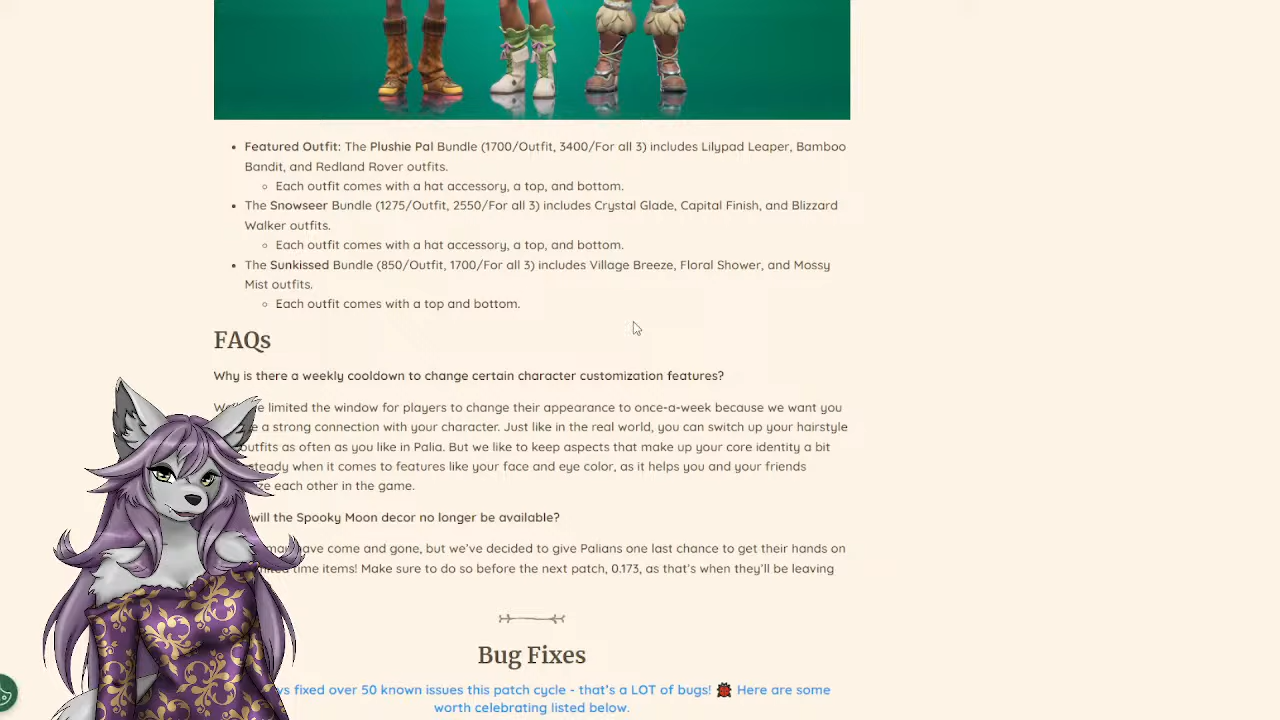 Featured Outfit: The Plushie Pal Bundle (1700/Outfit, 3400/For all 3) includes Lilypad Leaper, Bamboo
Bandit, and Redland Rover outfits.
Each outfit comes with a hat accessory, a top, and bottom.
The Snowseer Bundle (1275/Outfit, 2550/For all 3) includes Crystal Glade, Capital Finish, and Blizzard
Walker outfits.
Each outfit comes with a hat accessory, a top, and bottom.
The Sunkissed Bundle (850/Outfit, 1700/For all 3) includes Village Breeze, Floral Shower, and Mossy
Mist outfits.
Each outfit comes with a top and bottom.
FAQs
Why is there a weekly cooldown to change certain character customization features?
limited the window for players to change their appearance to once-a-week because we want you
a strong connection with your character. Just like in the real world, you can switch up your hairstyle
outfits as often as you like in Palia. But we like to keep aspects that make up your core identity a bit
steady when it comes to features like your face and eye color, as it helps you and your friends
each other in the game.
will the Spooky Moon decor no longer be available?
have come and gone, but we've decided to give Palians one last chance to get their hands on
time items! Make sure to do so before the next patch, 0.173, as that's when they'll be leaving
Bug Fixes
fixed over 50 known issues this patch cycle - that's a LOT of bugs! 🐞 Here are some
worth celebrating listed below.